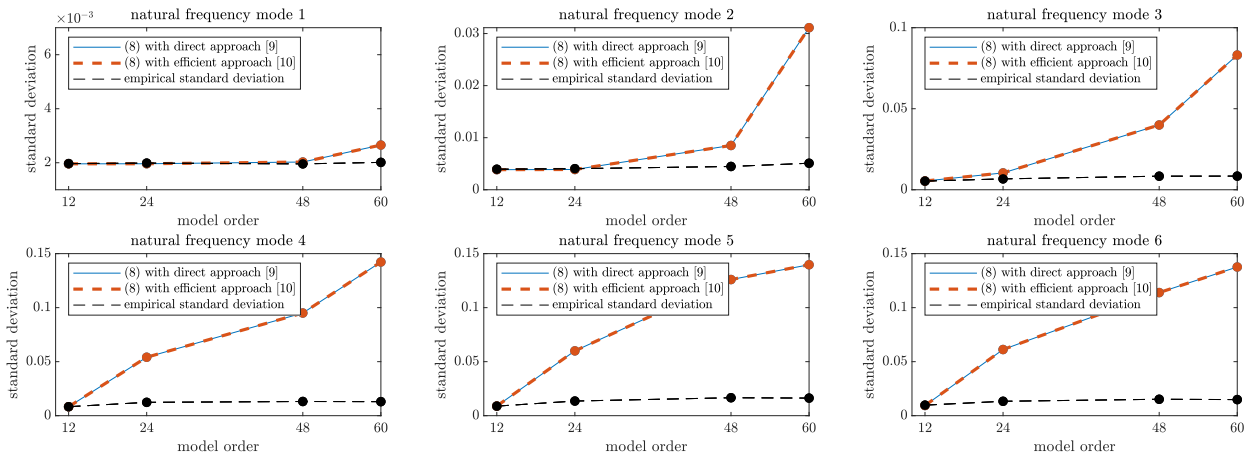 natural frequency mode 1
×10⁻³
6
4
2
standard deviation
(8) with direct approach [9]
(8) with efficient approach [10]
empirical standard deviation
12 24 48 60
model order
natural frequency mode 2
0.03
0.02
0.01
0
standard deviation
(8) with direct approach [9]
(8) with efficient approach [10]
empirical standard deviation
12 24 48 60
model order
natural frequency mode 3
0.1
0.05
0
standard deviation
(8) with direct approach [9]
(8) with efficient approach [10]
empirical standard deviation
12 24 48 60
model order
natural frequency mode 4
0.15
0.1
0.05
0
standard deviation
(8) with direct approach [9]
(8) with efficient approach [10]
empirical standard deviation
12 24 48 60
model order
natural frequency mode 5
0.15
0.1
0.05
0
standard deviation
(8) with direct approach [9]
(8) with efficient approach [10]
empirical standard deviation
12 24 48 60
model order
natural frequency mode 6
0.15
0.1
0.05
0
standard deviation
(8) with direct approach [9]
(8) with efficient approach [10]
empirical standard deviation
12 24 48 60
model order